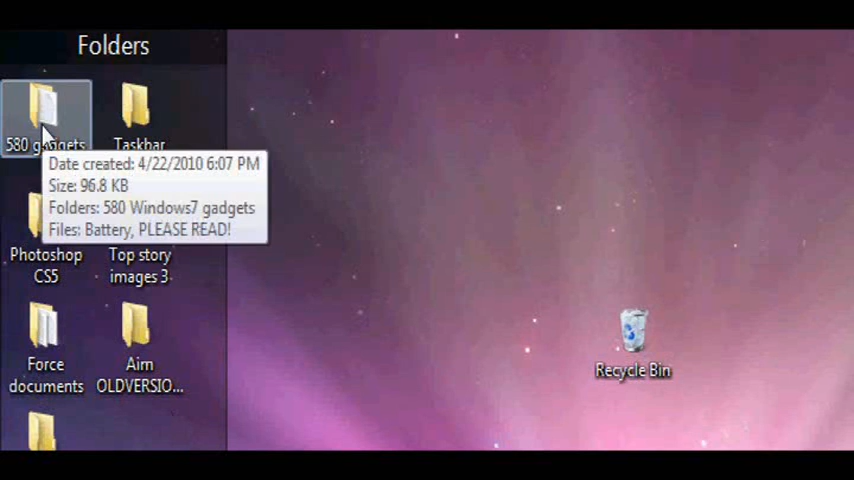 Folders
580 gadgets
Taskbar
Date created: 4/22/2010 6:07 PM
Size: 96.8 KB
Folders: 580 Windows7 gadgets
Files: Battery, PLEASE READ!
Photoshop
CS5
Top story
images 3
Force
documents
Aim
OLDVERSIO...
Recycle Bin